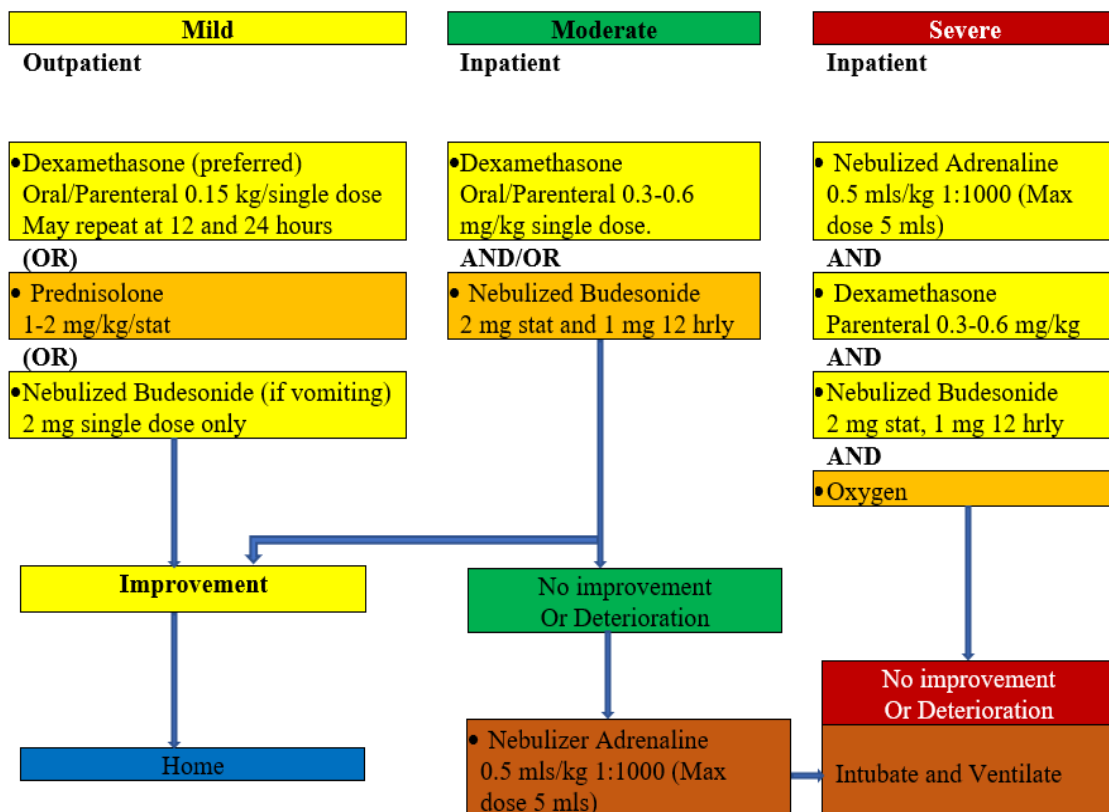 Mild
Outpatient
•Dexamethasone (preferred)
Oral/Parenteral 0.15 kg/single dose
May repeat at 12 and 24 hours
(OR)
• Prednisolone
1-2 mg/kg/stat
(OR)
•Nebulized Budesonide (if vomiting)
2 mg single dose only
Improvement
Home
Moderate
Inpatient
•Dexamethasone
Oral/Parenteral 0.3-0.6
mg/kg single dose.
AND/OR
• Nebulized Budesonide
2 mg stat and 1 mg 12 hrly
No improvement
Or Deterioration
• Nebulizer Adrenaline
0.5 mls/kg 1:1000 (Max
dose 5 mls)
Severe
Inpatient
• Nebulized Adrenaline
0.5 mls/kg 1:1000 (Max
dose 5 mls)
AND
• Dexamethasone
Parenteral 0.3-0.6 mg/kg
AND
•Nebulized Budesonide
2 mg stat, 1 mg 12 hrly
AND
•Oxygen
No improvement
Or Deterioration
Intubate and Ventilate